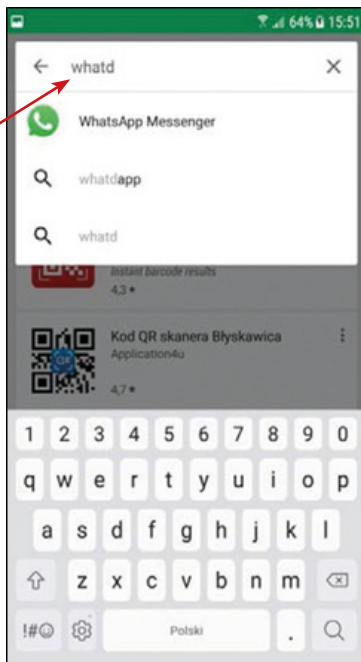 64% 15:51
whatd
WhatsApp Messenger
whatdapp
whatd
Instant barcode results
4,3 ★
Kod QR skanera Błyskawica
Application4u
4,7 ★
1 2 3 4 5 6 7 8 9 0
q w e r t y u i o p
a s d f g h j k l
z x c v b n m
!#☺ Polski .